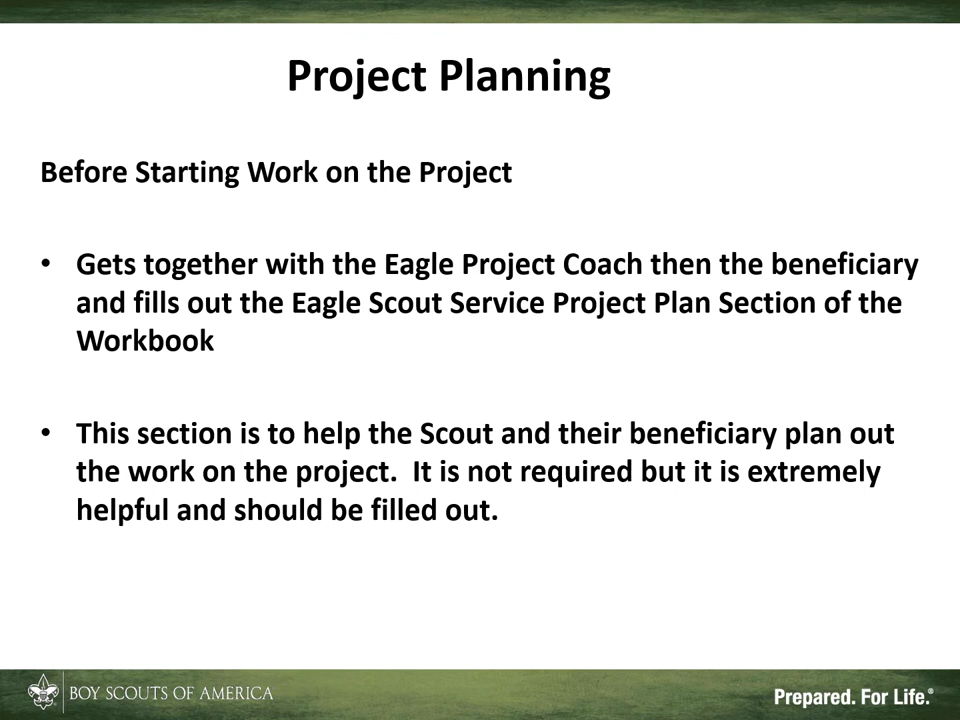 Project Planning
Before Starting Work on the Project
• Gets together with the Eagle Project Coach then the beneficiary
and fills out the Eagle Scout Service Project Plan Section of the
Workbook
• This section is to help the Scout and their beneficiary plan out
the work on the project.  It is not required but it is extremely
helpful and should be filled out.
BOY SCOUTS OF AMERICA
Prepared. For Life.®